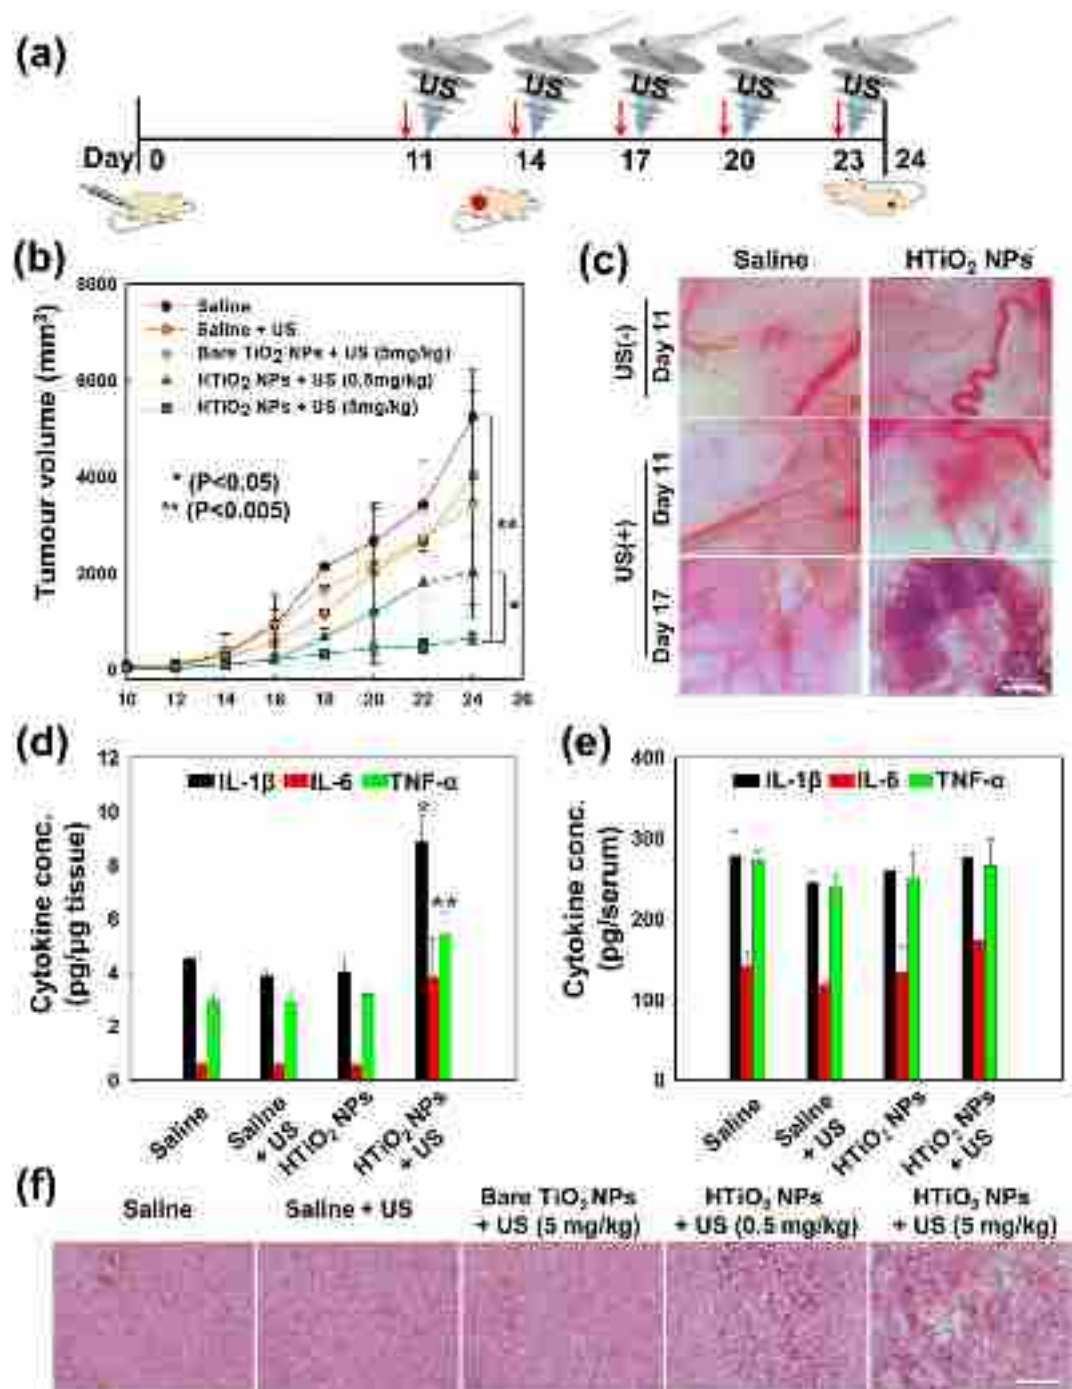 (a)
US US US US US
Day 0 11 14 17 20 23 24
(b)
Tumour volume (mm³)
8000
6000
4000
2000
0
10 12 14 16 18 20 22 24 26
Saline
Saline + US
Bare TiO₂ NPs + US (5mg/kg)
HTiO₂ NPs + US (0.5mg/kg)
HTiO₂ NPs + US (5mg/kg)
* (P<0.05)
** (P<0.005)
**
*
(c)
Saline HTiO₂ NPs
US(-)
Day 11
US(+)
Day 11
Day 17
(d)
Cytokine conc.
(pg/µg tissue)
12
10
8
6
4
2
0
IL-1β IL-6 TNF-α
*
**
Saline
Saline
+ US
HTiO₂ NPs
HTiO₂ NPs
+ US
(e)
Cytokine conc.
(pg/serum)
400
300
200
100
0
IL-1β IL-6 TNF-α
Saline
Saline
+ US
HTiO₂ NPs
HTiO₂ NPs
+ US
(f)
Saline
Saline + US
Bare TiO₂ NPs
+ US (5 mg/kg)
HTiO₂ NPs
+ US (0.5 mg/kg)
HTiO₂ NPs
+ US (5 mg/kg)